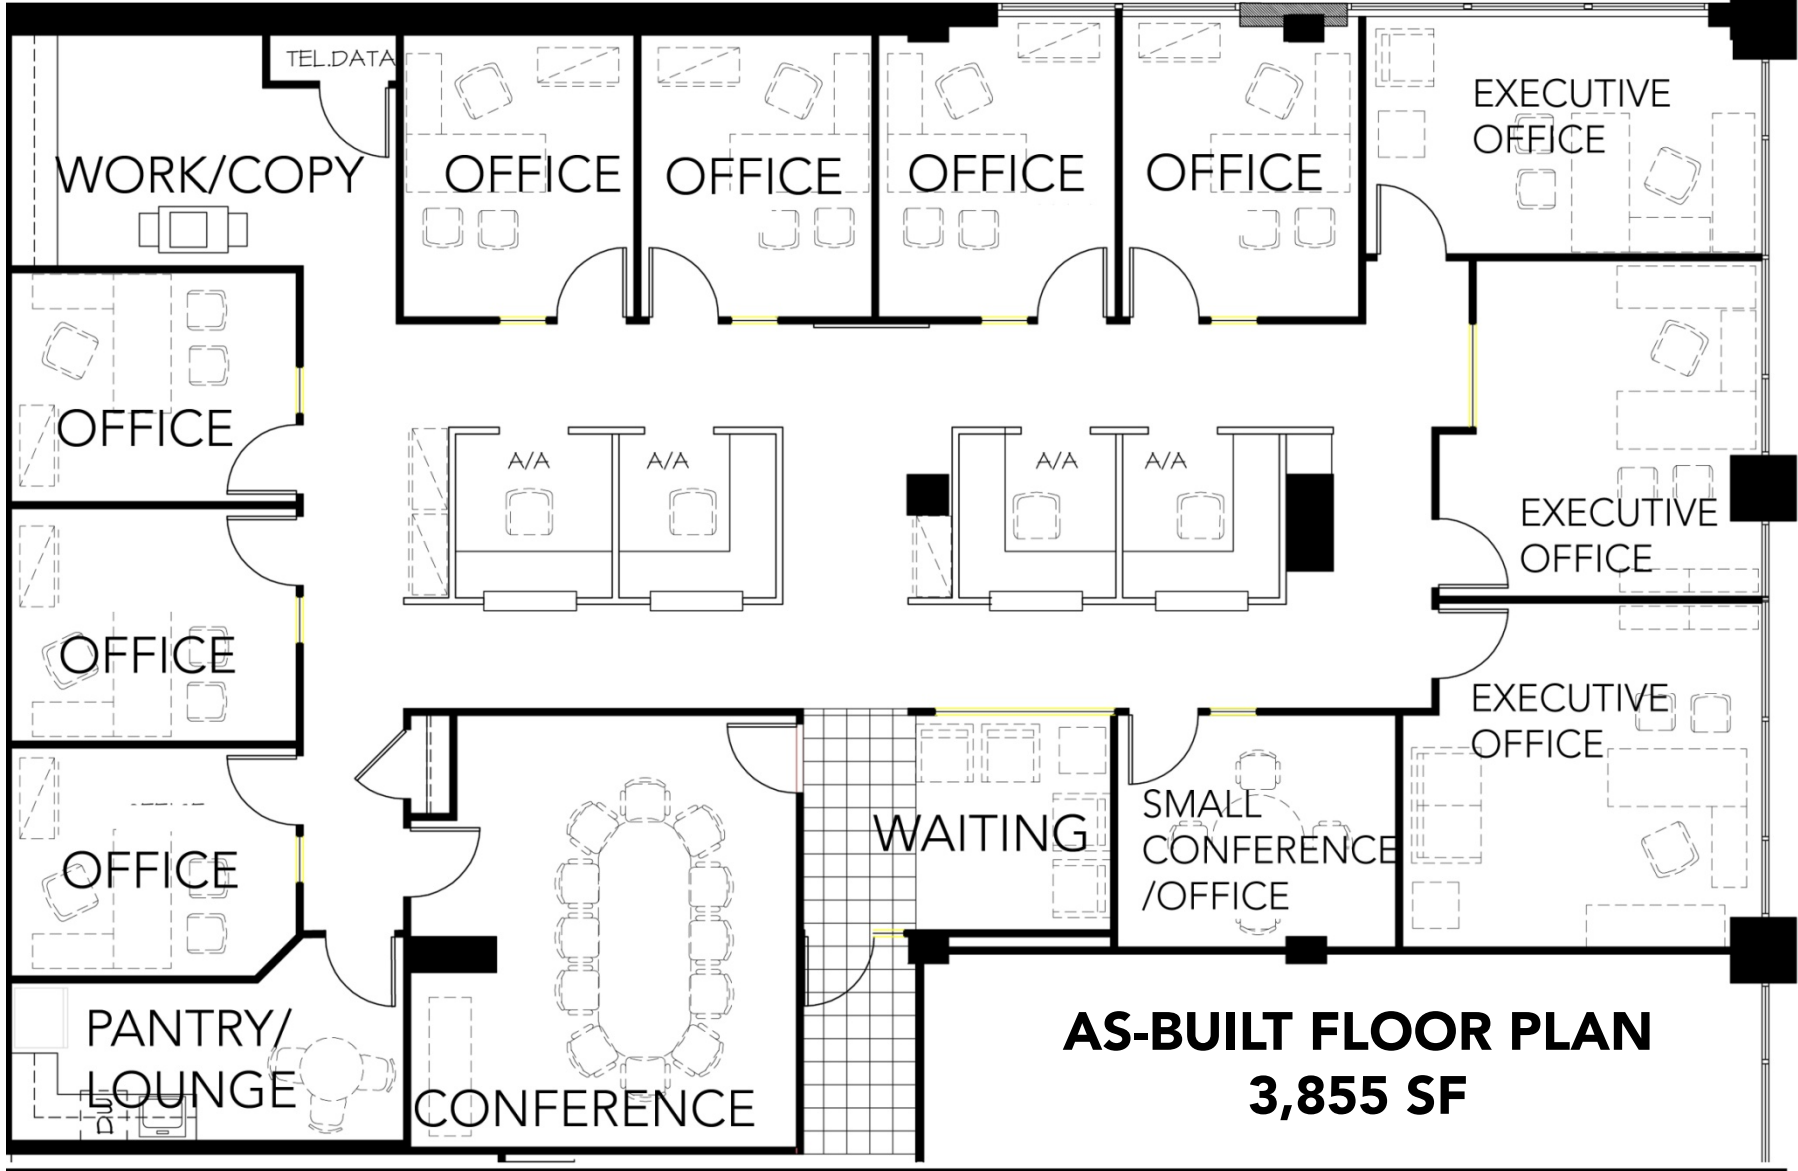 TEL.DATA
WORK/COPY
OFFICE
OFFICE
OFFICE
OFFICE
EXECUTIVE
OFFICE
OFFICE
A/A
A/A
A/A
A/A
EXECUTIVE
OFFICE
OFFICE
EXECUTIVE
OFFICE
OFFICE
WAITING
SMALL
CONFERENCE
/OFFICE
PANTRY/
LOUNGE
CONFERENCE
AS-BUILT FLOOR PLAN
3,855 SF